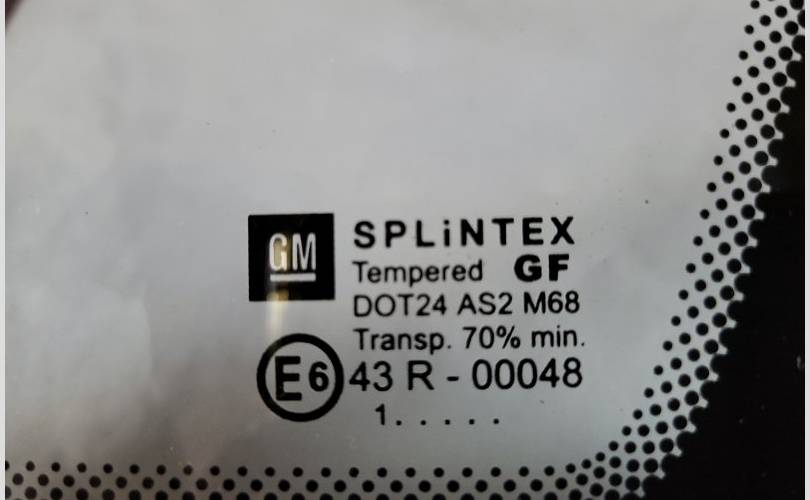 GM
SPLiNTEX
Tempered GF
DOT24 AS2 M68
Transp. 70% min.
E6 43 R - 00048
1. . . . .